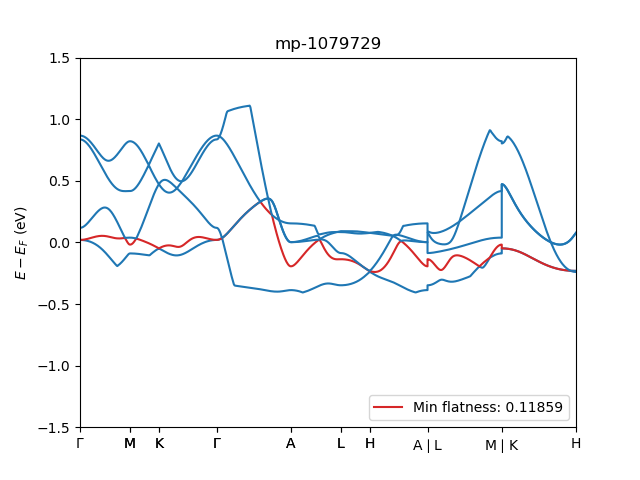 mp-1079729
E − E_F (eV)
1.5
1.0
0.5
0.0
−0.5
−1.0
−1.5
Min flatness: 0.11859
Γ M K Γ A L H A | L M | K H